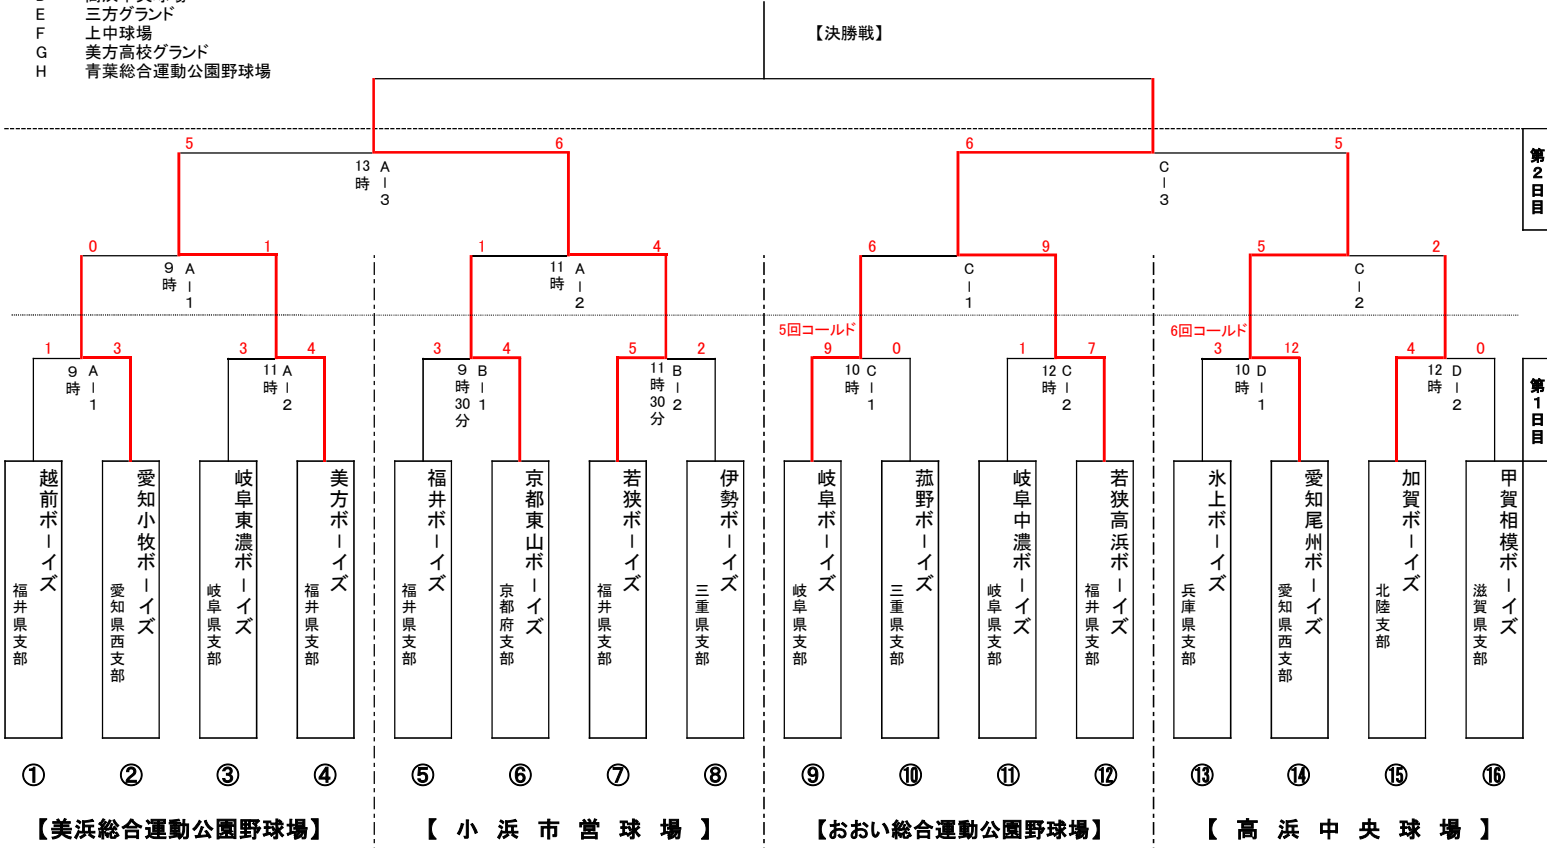 E 三方グランド
F 上中球場
G 美方高校グランド
H 青葉総合運動公園野球場
【決勝戦】
5 6 6 5
13時 A-3
C-3
第2日目
0 1 1 4 6 9 5 2
9時 A-1
11時 A-2
C-1
C-2
5回コールド
6回コールド
1 3 3 4 3 4 5 2 9 0 1 7 3 12 4 0
9時 A-1
11時 A-2
9時30分 B-1
11時30分 B-2
10時 C-1
12時 C-2
10時 D-1
12時 D-2
第1日目
越前ボーイズ
福井県支部
愛知小牧ボーイズ
愛知県西支部
岐阜東濃ボーイズ
岐阜県支部
美方ボーイズ
福井県支部
福井ボーイズ
福井県支部
京都東山ボーイズ
京都府支部
若狭ボーイズ
福井県支部
伊勢ボーイズ
三重県支部
岐阜ボーイズ
岐阜県支部
菰野ボーイズ
三重県支部
岐阜中濃ボーイズ
岐阜県支部
若狭高浜ボーイズ
福井県支部
氷上ボーイズ
兵庫県支部
愛知尾州ボーイズ
愛知県西支部
加賀ボーイズ
北陸支部
甲賀相模ボーイズ
滋賀県支部
① ② ③ ④ ⑤ ⑥ ⑦ ⑧ ⑨ ⑩ ⑪ ⑫ ⑬ ⑭ ⑮ ⑯
【美浜総合運動公園野球場】 【 小 浜 市 営 球 場 】 【おおい総合運動公園野球場】 【 高 浜 中 央 球 場 】